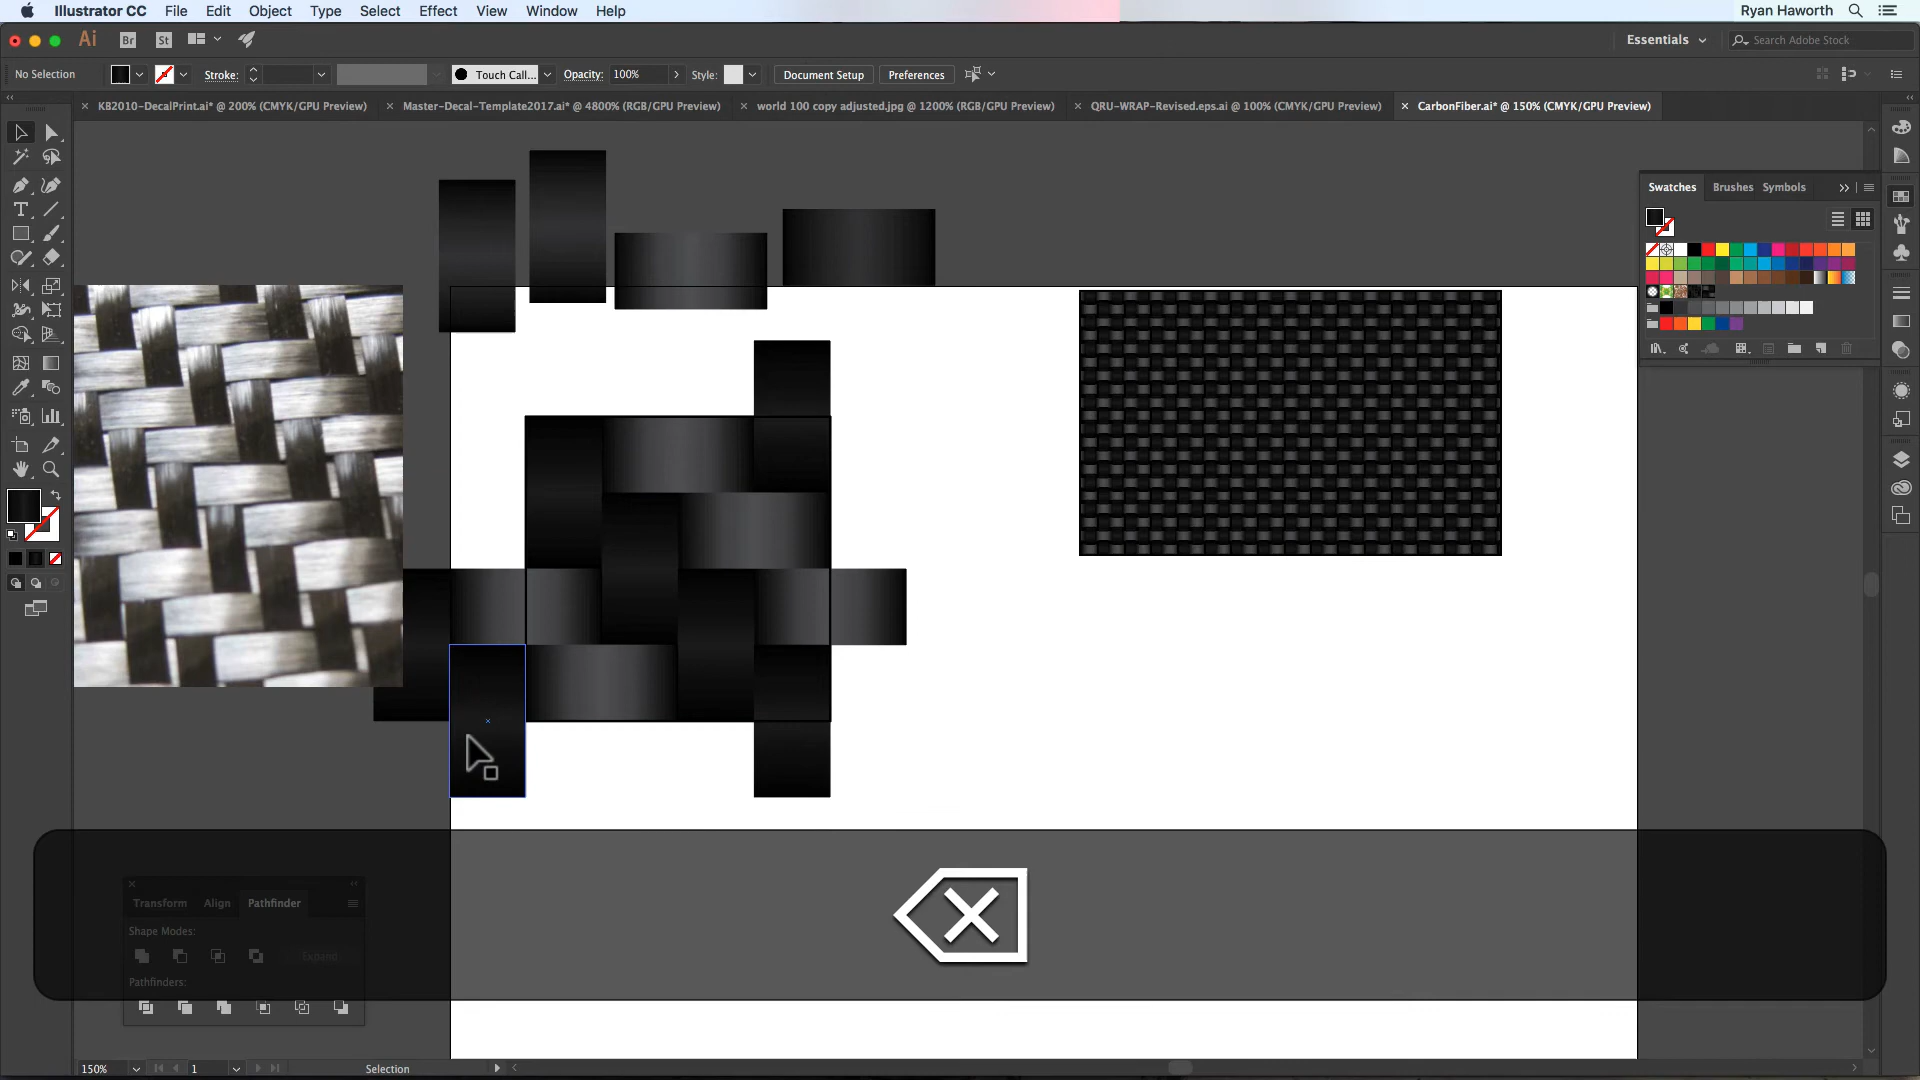 Illustrator CC File Edit Object Type Select Effect View Window Help Ryan Haworth
Ai Br St Essentials Search Adobe Stock
No Selection Stroke: Touch Call... Opacity: 100% Style: Document Setup Preferences
KB2010-DecalPrint.ai* @ 200% (CMYK/GPU Preview) Master-Decal-Template2017.ai* @ 4800% (RGB/GPU Preview) world 100 copy adjusted.jpg @ 1200% (RGB/GPU Preview) QRU-WRAP-Revised.eps.ai @ 100% (CMYK/GPU Preview) CarbonFiber.ai* @ 150% (CMYK/GPU Preview)
Swatches Brushes Symbols
Transform Align Pathfinder
Shape Modes:
Expand
Pathfinders:
150% 1 Selection